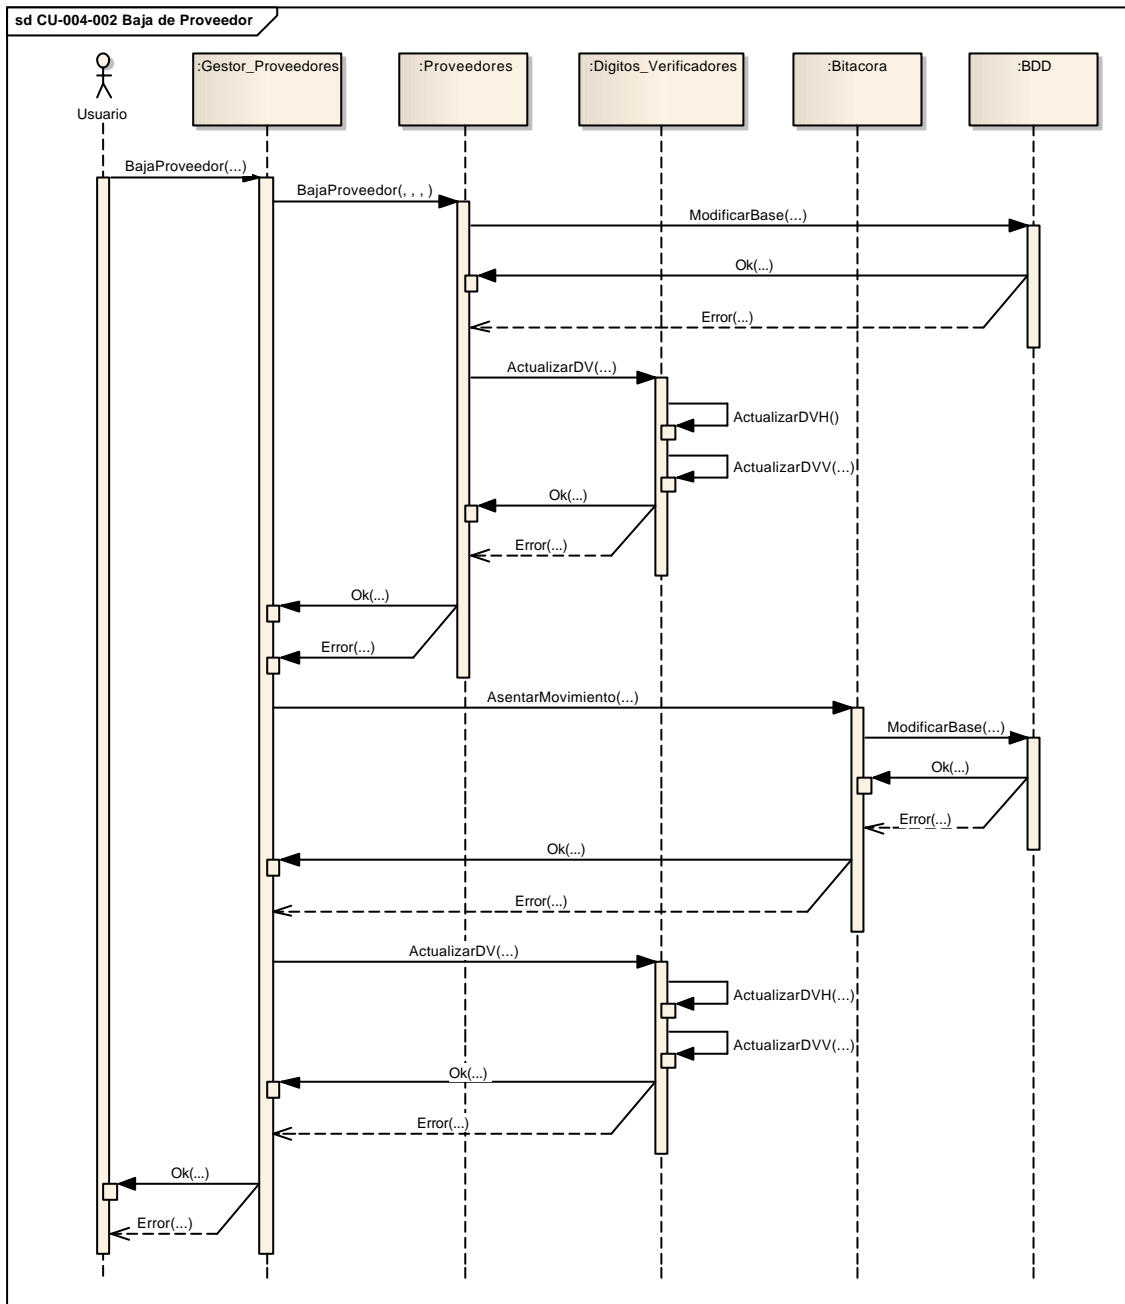 sd CU-004-002 Baja de Proveedor
Usuario
:Gestor_Proveedores
:Proveedores
:Digitos_Verificadores
:Bitacora
:BDD
BajaProveedor(...)
BajaProveedor(, , , )
ModificarBase(...)
Ok(...)
Error(...)
ActualizarDV(...)
ActualizarDVH()
ActualizarDVV(...)
Ok(...)
Error(...)
Ok(...)
Error(...)
AsentarMovimiento(...)
ModificarBase(...)
Ok(...)
Error(...)
Ok(...)
Error(...)
ActualizarDV(...)
ActualizarDVH(...)
ActualizarDVV(...)
Ok(...)
Error(...)
Ok(...)
Error(...)